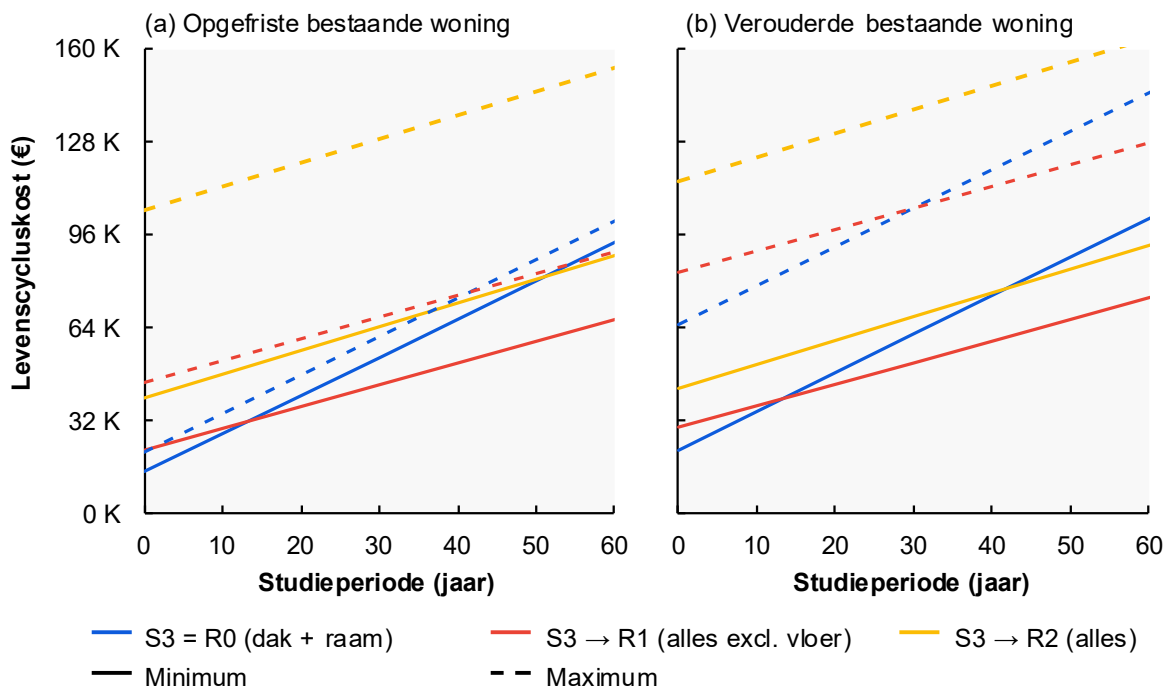 (a) Opgefriste bestaande woning
(b) Verouderde bestaande woning
Levenscycluskost (€)
160 K
128 K
96 K
64 K
32 K
0 K
0 10 20 30 40 50 60
0 10 20 30 40 50 60
Studieperiode (jaar)
Studieperiode (jaar)
S3 = R0 (dak + raam)
S3 → R1 (alles excl. vloer)
S3 → R2 (alles)
Minimum
Maximum